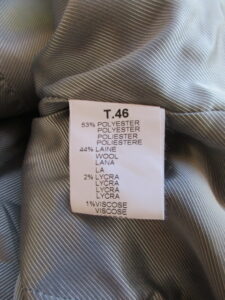 T.46
53% POLYESTER
POLYESTER
POLIESTER
POLIESTERE
44% LAINE
WOOL
LANA
LA
2% LYCRA
LYCRA
LYCRA
LYCRA
1% VISCOSE
VISCOSE